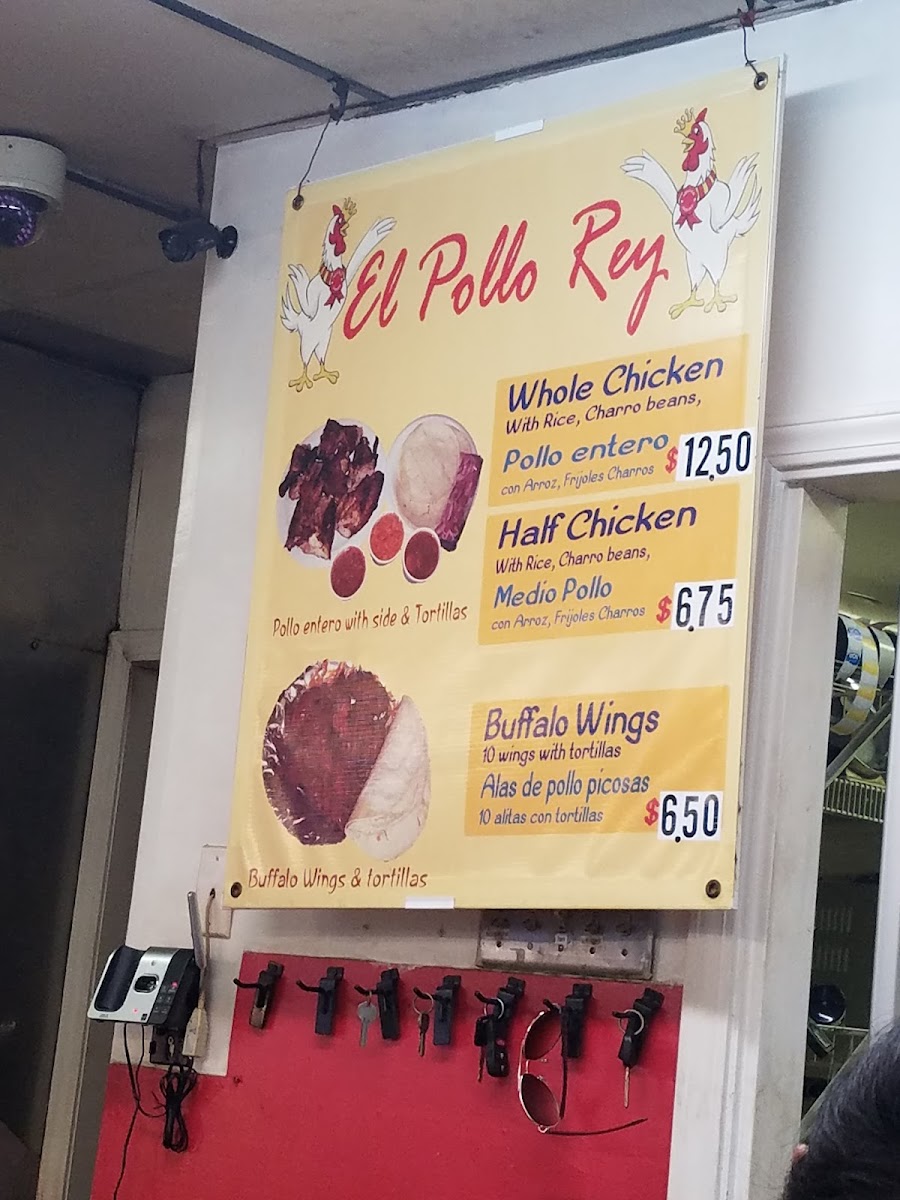 El Pollo Rey
Whole Chicken
With Rice, Charro beans,
Pollo entero
con Arroz, Frijoles Charros
$12.50
Half Chicken
With Rice, Charro beans,
Medio Pollo
con Arroz, Frijoles Charros
$6.75
Pollo entero with side & Tortillas
Buffalo Wings
10 wings with tortillas
Alas de pollo picosas
10 alitas con tortillas
$6.50
Buffalo Wings & tortillas